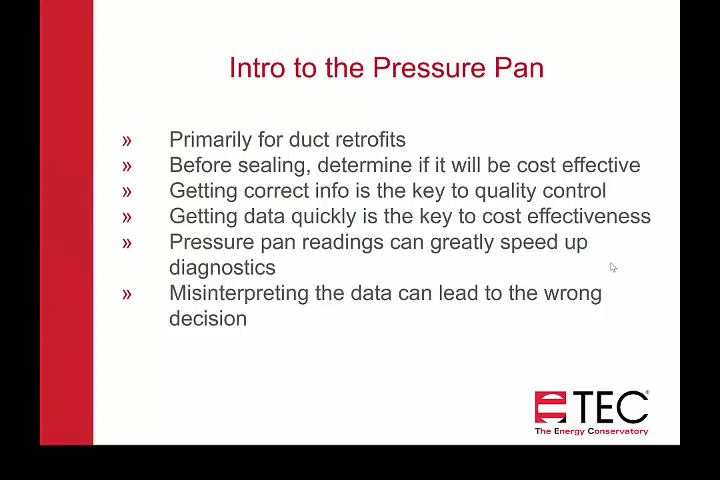 Intro to the Pressure Pan
» Primarily for duct retrofits
» Before sealing, determine if it will be cost effective
» Getting correct info is the key to quality control
» Getting data quickly is the key to cost effectiveness
» Pressure pan readings can greatly speed up
diagnostics
» Misinterpreting the data can lead to the wrong
decision
e TEC®
The Energy Conservatory